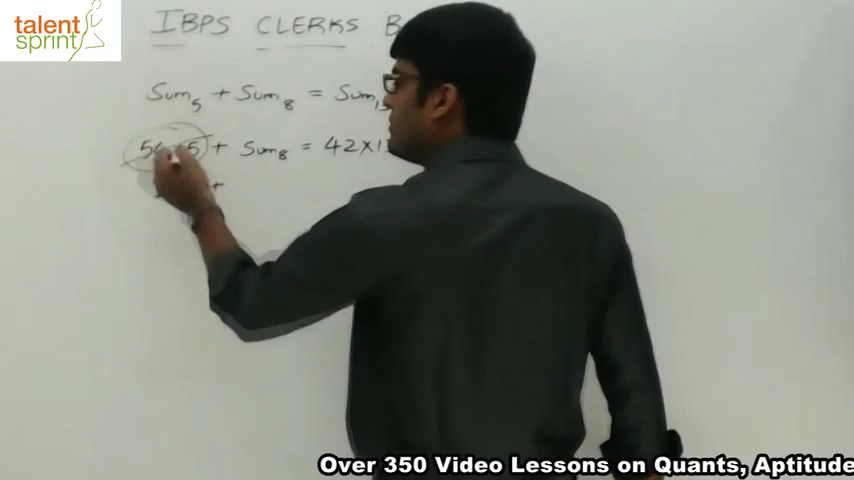 talent
sprint
IBPS CLERKS B
Sum5 + Sum8 = Sum
+ Sum8 = 42×1
+
Over 350 Video Lessons on Quants, Aptitude